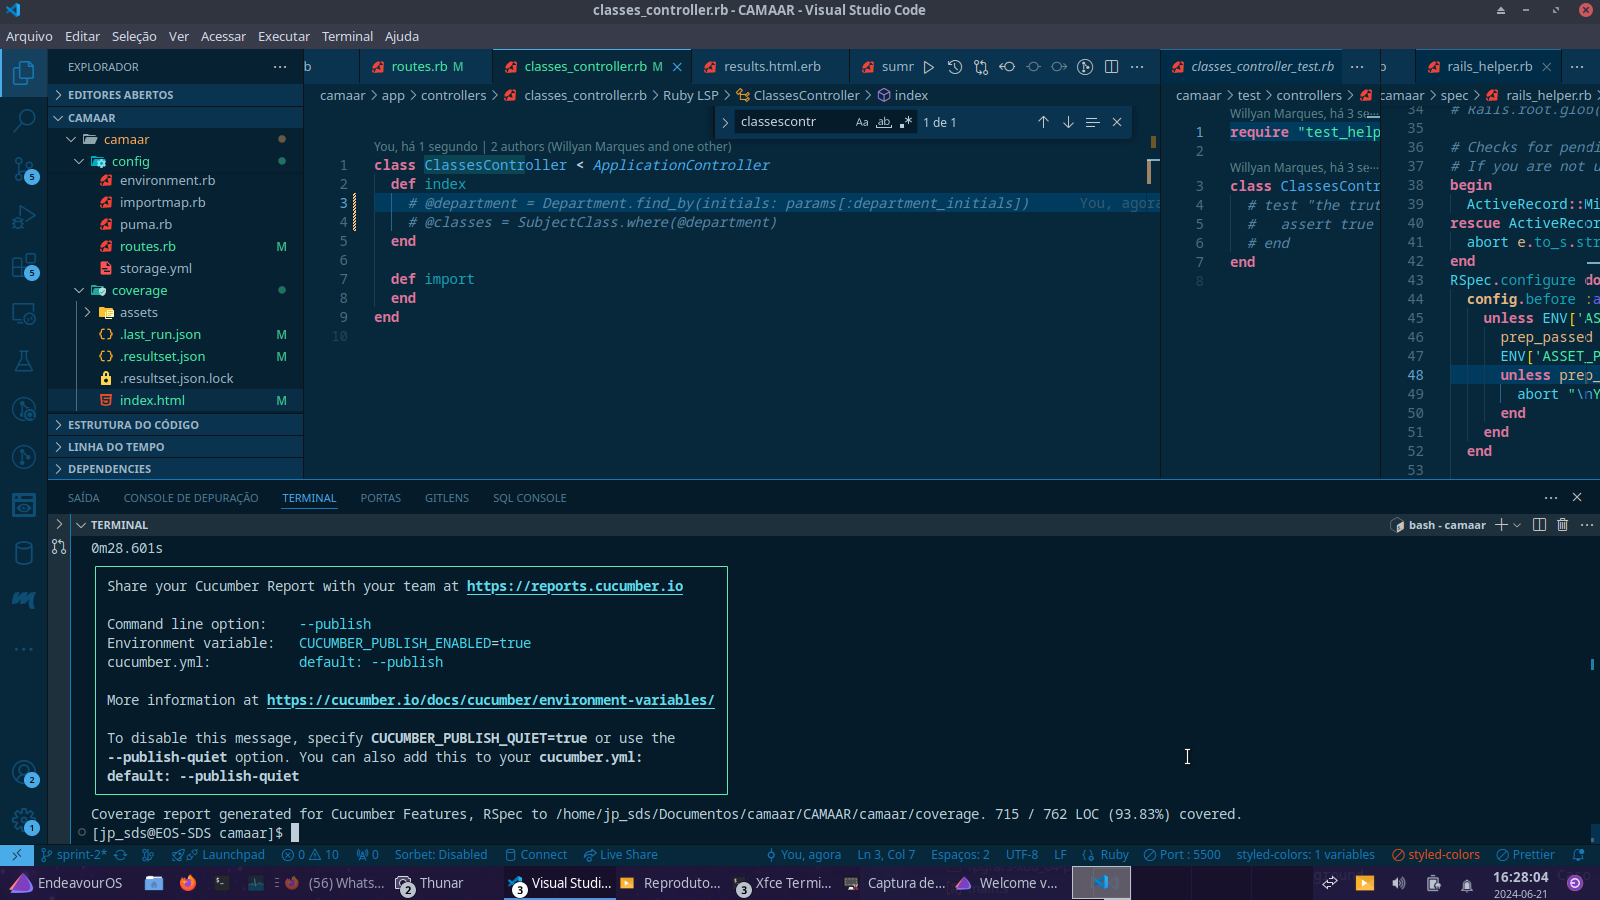 classes_controller.rb - CAMAAR - Visual Studio Code
Arquivo Editar Seleção Ver Acessar Executar Terminal Ajuda
EXPLORADOR
EDITORES ABERTOS
CAMAAR
camaar
config
environment.rb
importmap.rb
puma.rb
routes.rb M
storage.yml
coverage
assets
.last_run.json M
.resultset.json M
.resultset.json.lock
index.html M
ESTRUTURA DO CÓDIGO
LINHA DO TEMPO
DEPENDENCIES
5
5
2
1
b routes.rb M classes_controller.rb M results.html.erb sumr
camaar > app > controllers > classes_controller.rb > Ruby LSP > ClassesController > index
classescontr Aa ab .* 1 de 1
You, há 1 segundo | 2 authors (Willyan Marques and one other)
1 class ClassesController < ApplicationController
2 def index
3 # @department = Department.find_by(initials: params[:department_initials]) You, agora
4 # @classes = SubjectClass.where(@department)
5 end
6
7 def import
8 end
9 end
10
classes_controller_test.rb
camaar > test > controllers >
Willyan Marques, há 3 se…
1 require "test_help
2
Willyan Marques, há 3 se…
3 class ClassesContr
4 # test "the trut
5 # assert true
6 # end
7 end
8
rails_helper.rb
camaar > spec > rails_helper.rb >
34 # Rails.root.glob(
35
36 # Checks for pendi
37 # If you are not u
38 begin
39 ActiveRecord::Mi
40 rescue ActiveRecor
41 abort e.to_s.str
42 end
43 RSpec.configure do
44 config.before :a
45 unless ENV['AS
46 prep_passed
47 ENV['ASSET_P
48 unless prep_
49 abort "\nY
50 end
51 end
52 end
53
SAÍDA CONSOLE DE DEPURAÇÃO TERMINAL PORTAS GITLENS SQL CONSOLE
TERMINAL bash - camaar
0m28.601s
Share your Cucumber Report with your team at https://reports.cucumber.io
Command line option: --publish
Environment variable: CUCUMBER_PUBLISH_ENABLED=true
cucumber.yml: default: --publish
More information at https://cucumber.io/docs/cucumber/environment-variables/
To disable this message, specify CUCUMBER_PUBLISH_QUIET=true or use the
--publish-quiet option. You can also add this to your cucumber.yml:
default: --publish-quiet
Coverage report generated for Cucumber Features, RSpec to /home/jp_sds/Documentos/camaar/CAMAAR/camaar/coverage. 715 / 762 LOC (93.83%) covered.
[jp_sds@EOS-SDS camaar]$
sprint-2* Launchpad 0 10 0 Sorbet: Disabled Connect Live Share You, agora Ln 3, Col 7 Espaços: 2 UTF-8 LF Ruby Port : 5500 styled-colors: 1 variables styled-colors Prettier
EndeavourOS (56) Whats... 2 Thunar 3 Visual Studi... Reproduto... 3 Xfce Termi... Captura de... Welcome v... 16:28:04
2024-06-21